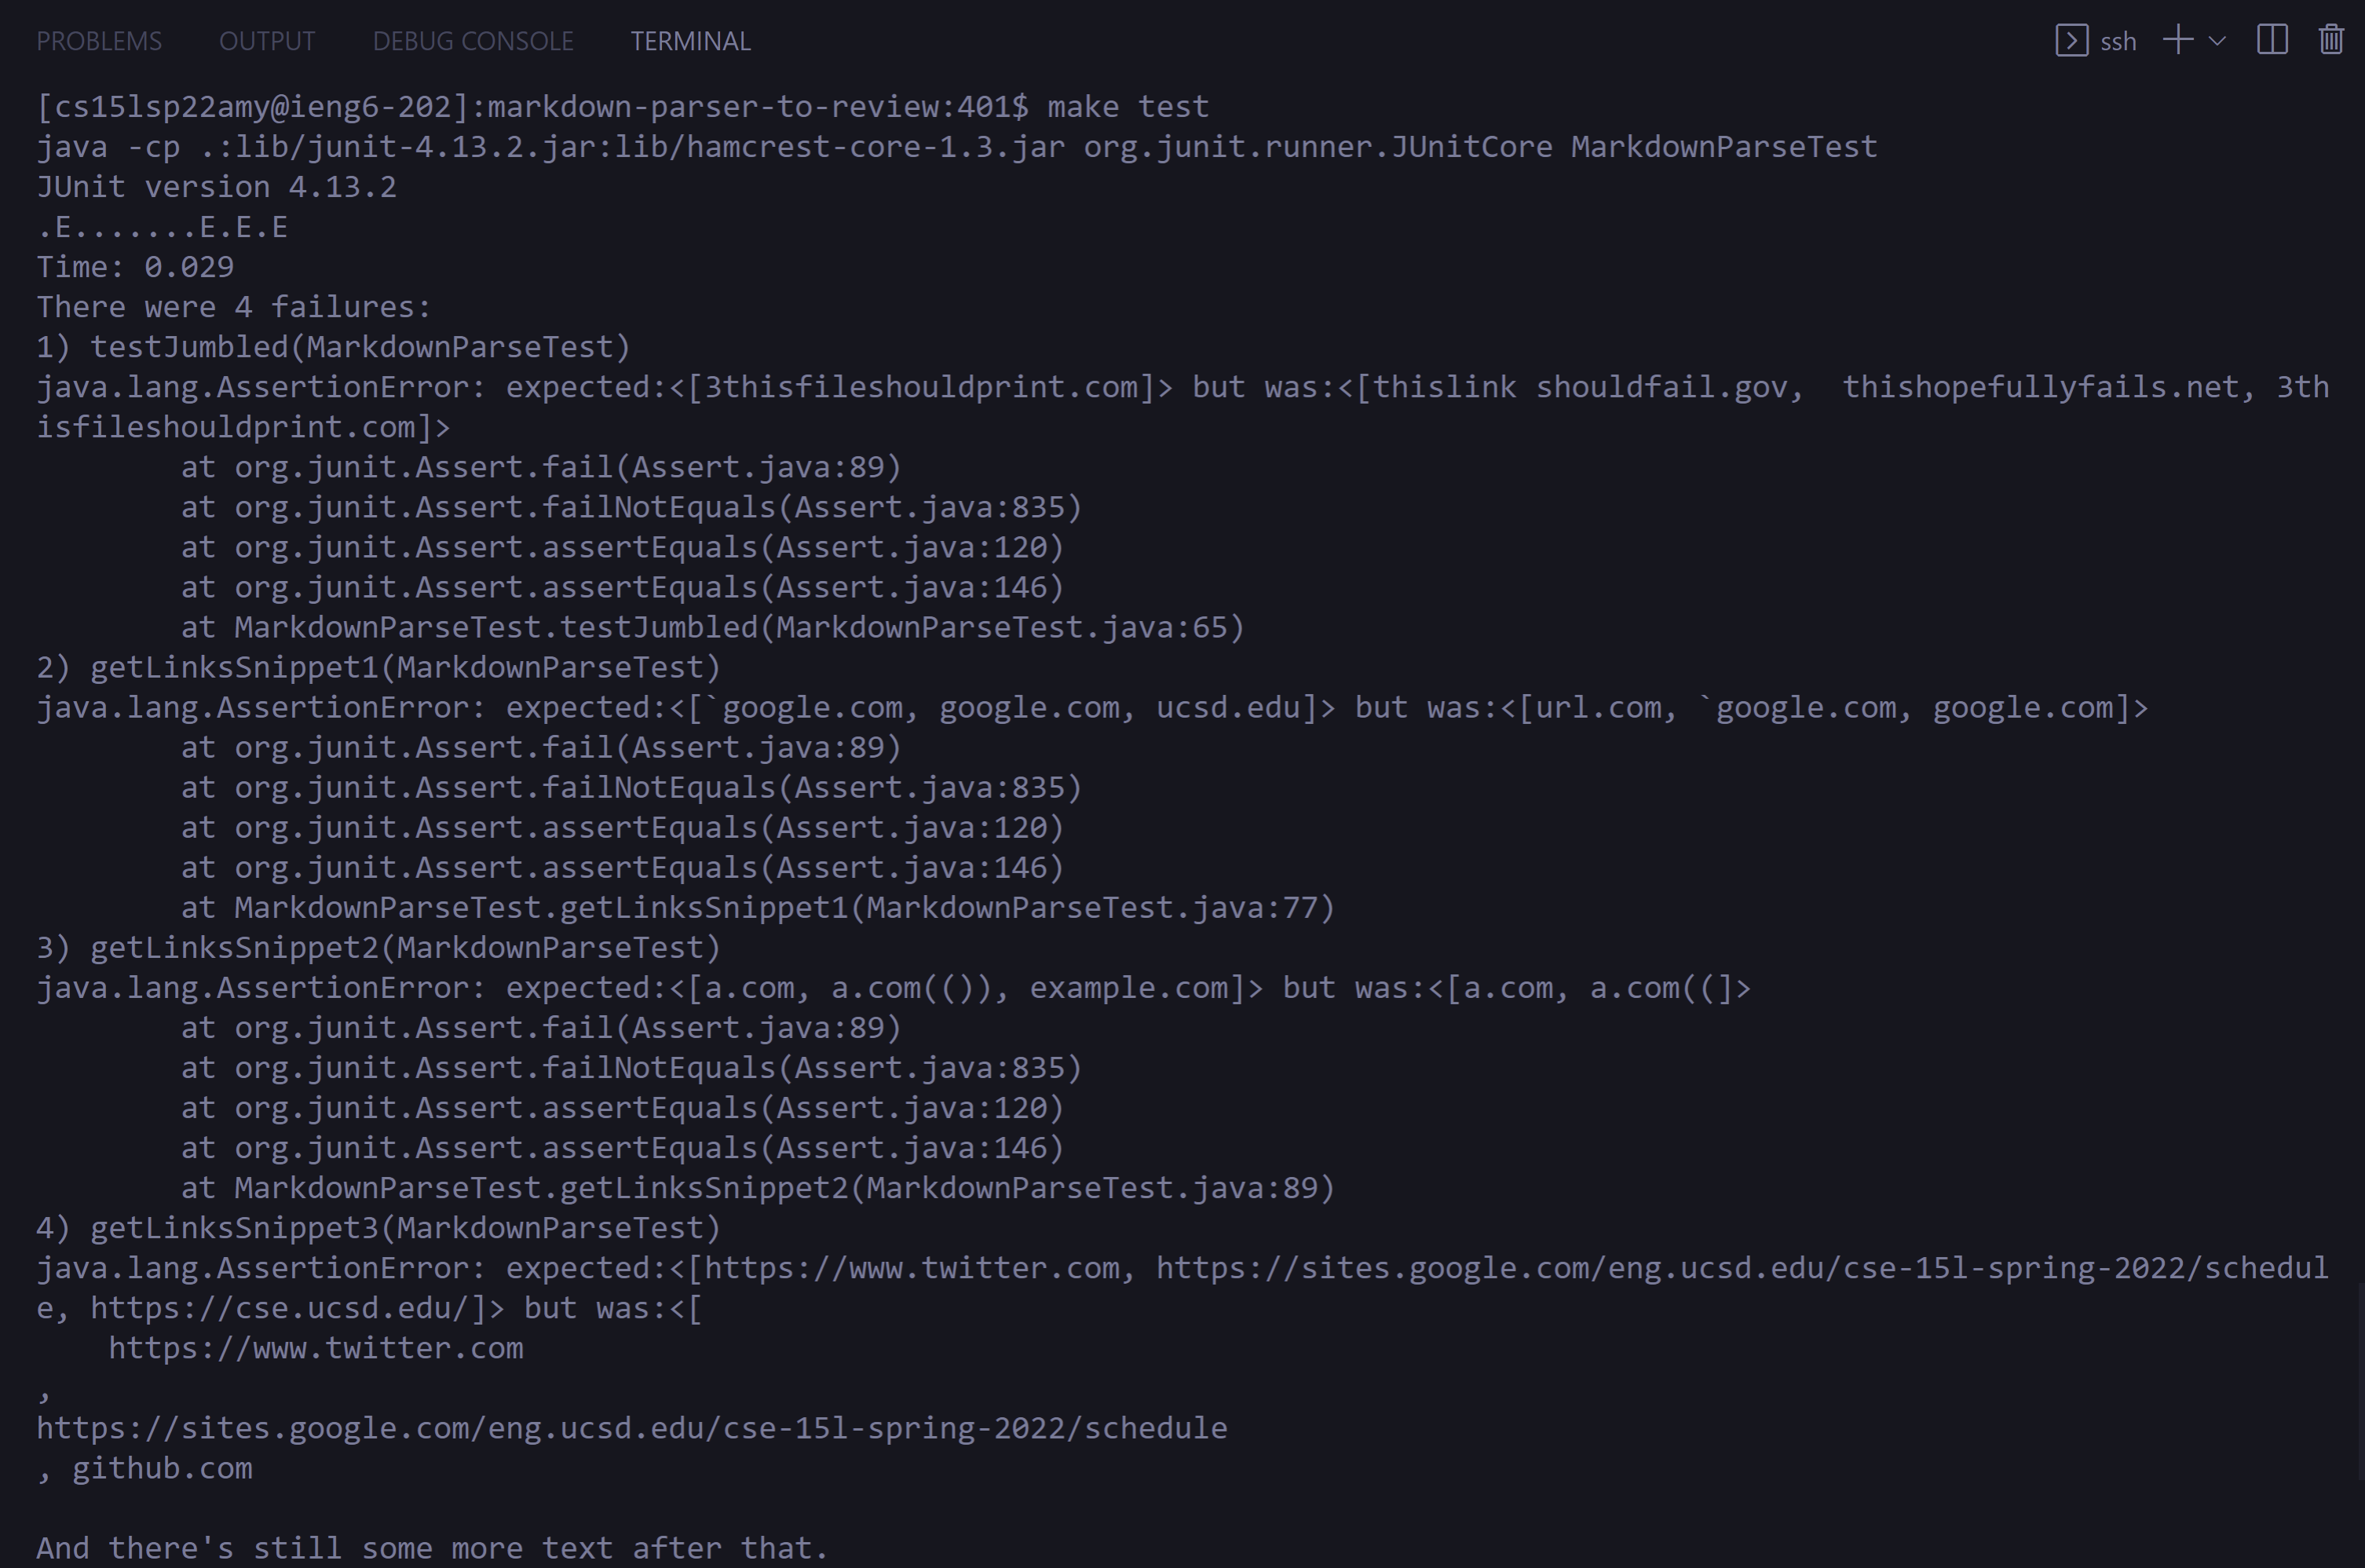 PROBLEMS OUTPUT DEBUG CONSOLE TERMINAL ssh
[cs15lsp22amy@ieng6-202]:markdown-parser-to-review:401$ make test
java -cp .:lib/junit-4.13.2.jar:lib/hamcrest-core-1.3.jar org.junit.runner.JUnitCore MarkdownParseTest
JUnit version 4.13.2
.E.......E.E.E
Time: 0.029
There were 4 failures:
1) testJumbled(MarkdownParseTest)
java.lang.AssertionError: expected:<[3thisfileshouldprint.com]> but was:<[thislink shouldfail.gov,  thishopefullyfails.net, 3th
isfileshouldprint.com]>
        at org.junit.Assert.fail(Assert.java:89)
        at org.junit.Assert.failNotEquals(Assert.java:835)
        at org.junit.Assert.assertEquals(Assert.java:120)
        at org.junit.Assert.assertEquals(Assert.java:146)
        at MarkdownParseTest.testJumbled(MarkdownParseTest.java:65)
2) getLinksSnippet1(MarkdownParseTest)
java.lang.AssertionError: expected:<[`google.com, google.com, ucsd.edu]> but was:<[url.com, `google.com, google.com]>
        at org.junit.Assert.fail(Assert.java:89)
        at org.junit.Assert.failNotEquals(Assert.java:835)
        at org.junit.Assert.assertEquals(Assert.java:120)
        at org.junit.Assert.assertEquals(Assert.java:146)
        at MarkdownParseTest.getLinksSnippet1(MarkdownParseTest.java:77)
3) getLinksSnippet2(MarkdownParseTest)
java.lang.AssertionError: expected:<[a.com, a.com(()), example.com]> but was:<[a.com, a.com((]>
        at org.junit.Assert.fail(Assert.java:89)
        at org.junit.Assert.failNotEquals(Assert.java:835)
        at org.junit.Assert.assertEquals(Assert.java:120)
        at org.junit.Assert.assertEquals(Assert.java:146)
        at MarkdownParseTest.getLinksSnippet2(MarkdownParseTest.java:89)
4) getLinksSnippet3(MarkdownParseTest)
java.lang.AssertionError: expected:<[https://www.twitter.com, https://sites.google.com/eng.ucsd.edu/cse-15l-spring-2022/schedul
e, https://cse.ucsd.edu/]> but was:<[
    https://www.twitter.com
,
https://sites.google.com/eng.ucsd.edu/cse-15l-spring-2022/schedule
, github.com

And there's still some more text after that.